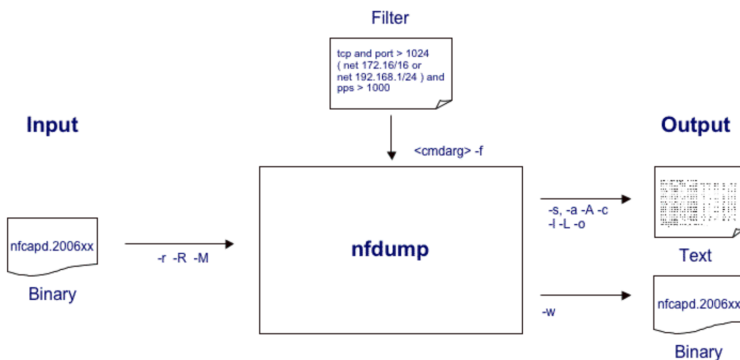 Filter
tcp and port > 1024
( net 172.16/16 or
net 192.168.1/24 ) and
pps > 1000
Input
Output
<cmdarg> -f
nfcapd.2006xx
Binary
-r -R -M
nfdump
-s, -a -A -c
-l -L -o
Text
-w
nfcapd.2006xx
Binary